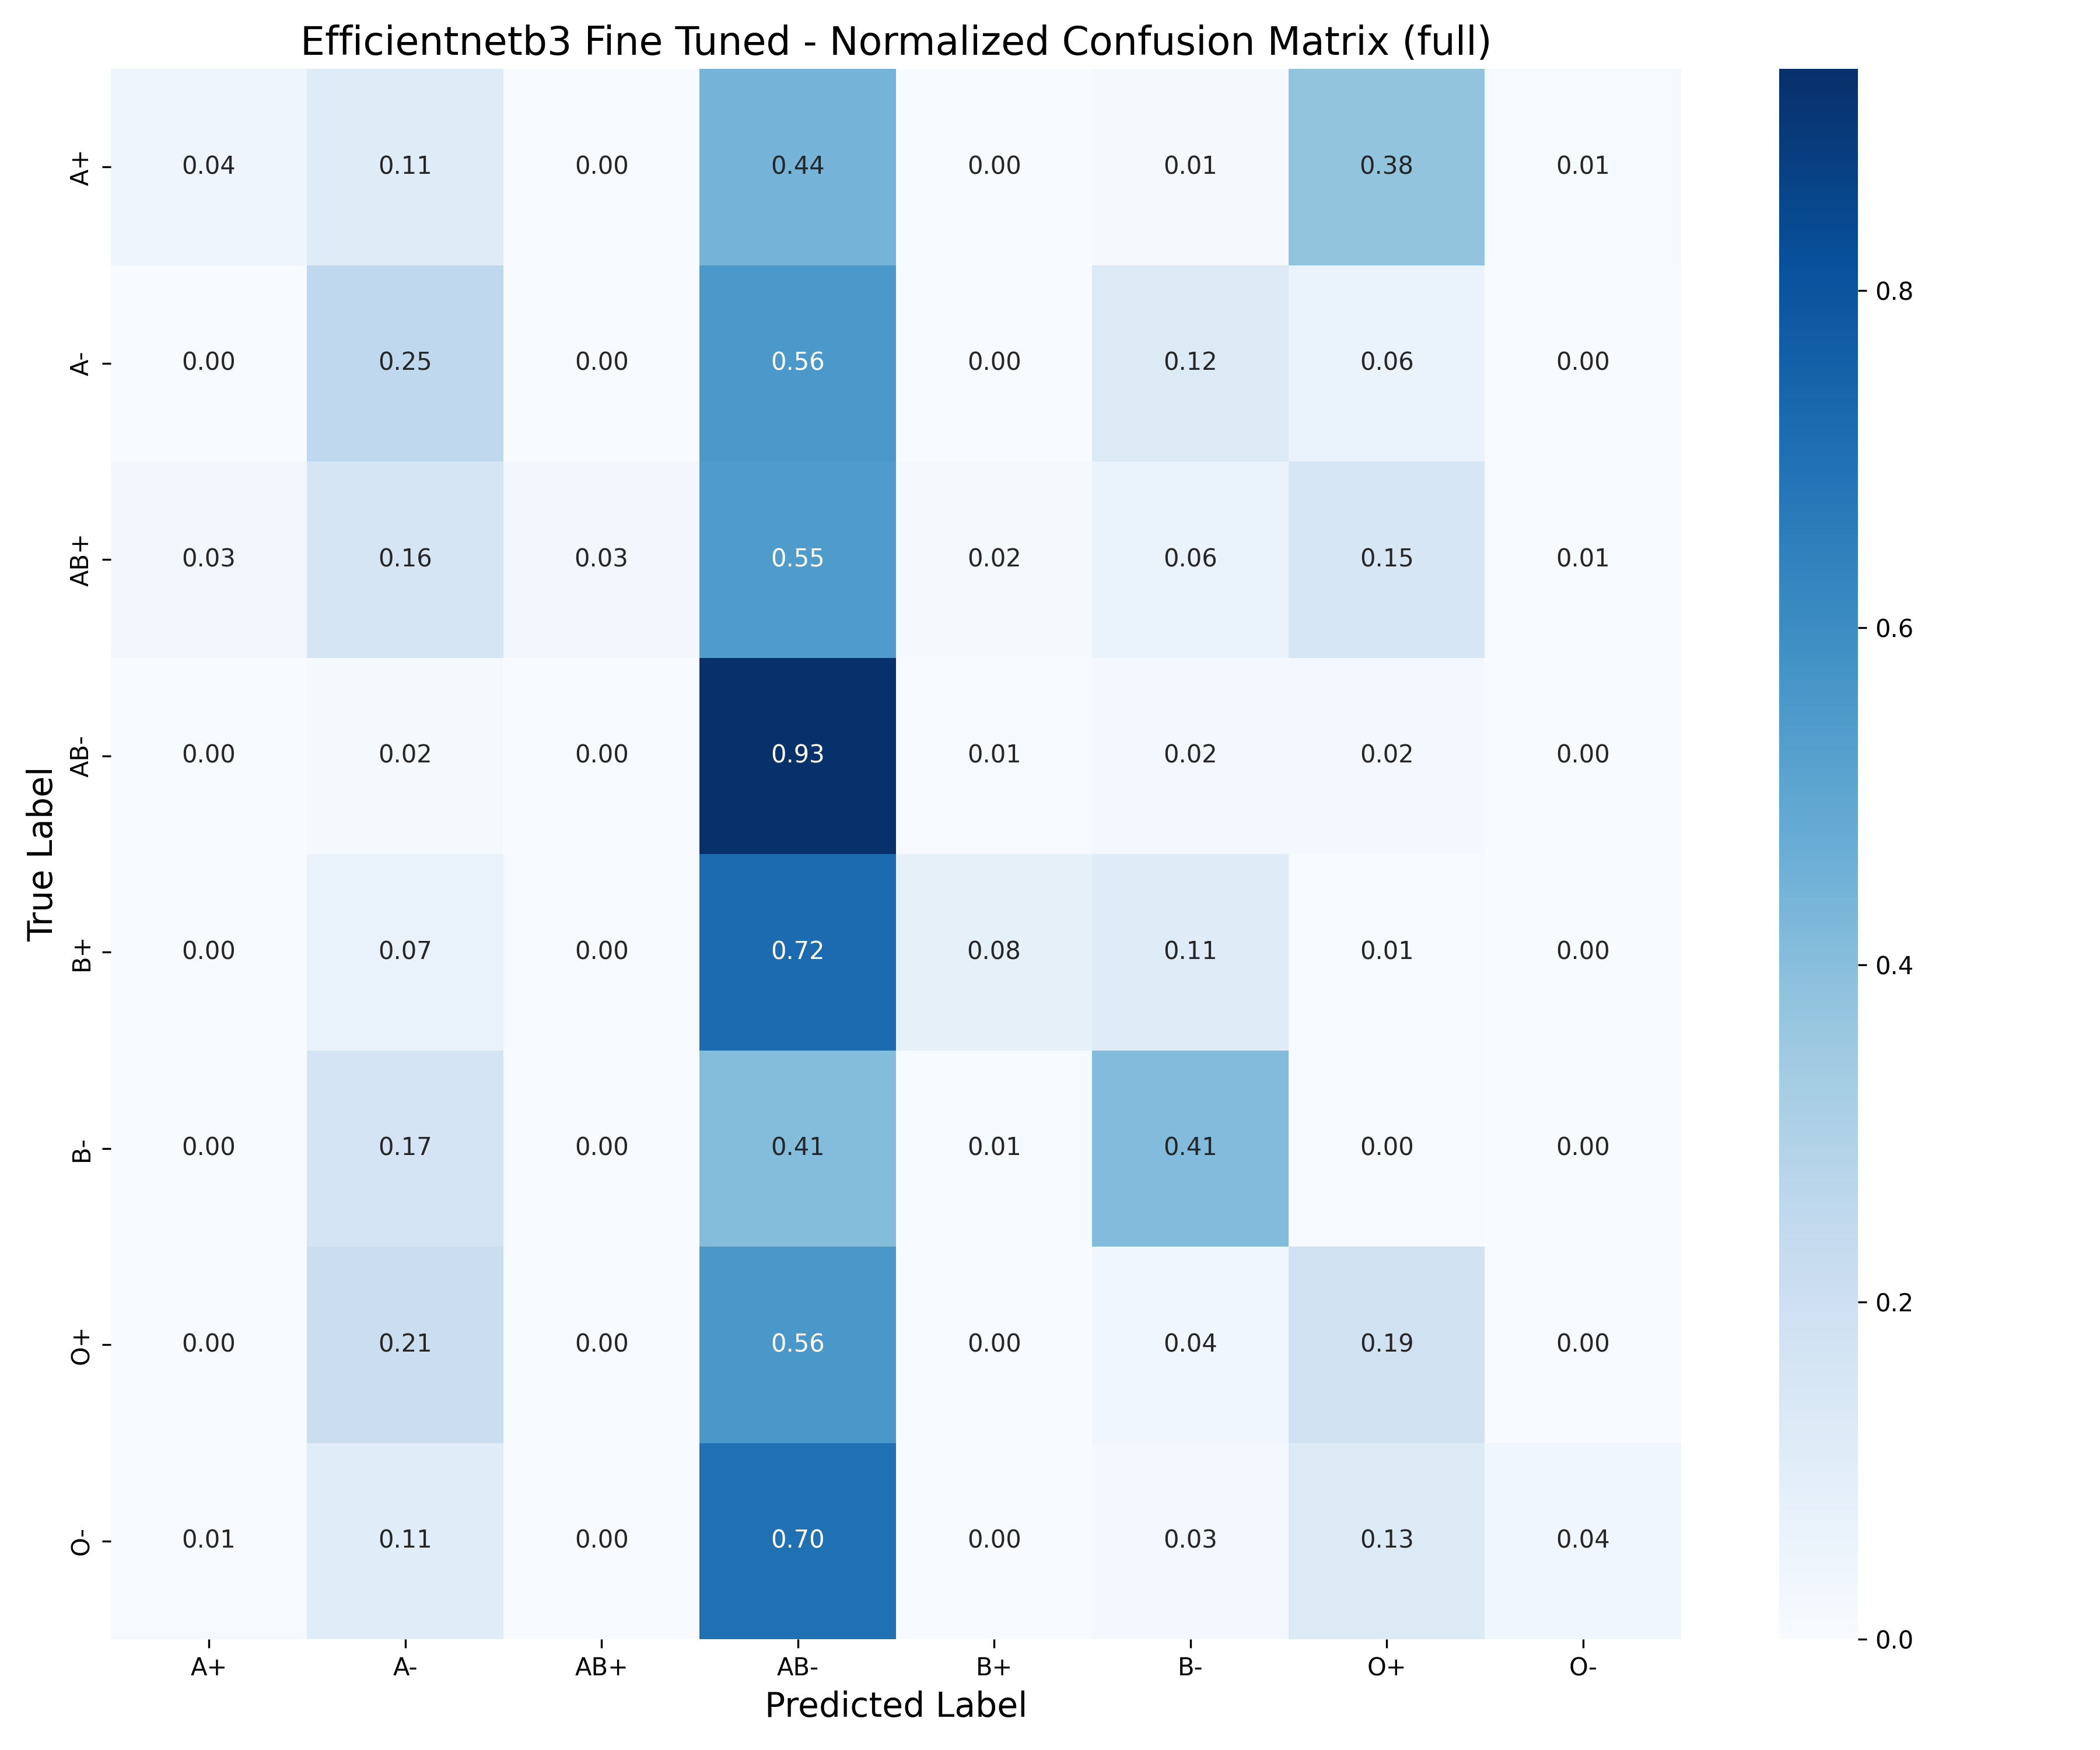 Efficientnetb3 Fine Tuned - Normalized Confusion Matrix (full)
A+ 0.04 0.11 0.00 0.44 0.00 0.01 0.38 0.01
A- 0.00 0.25 0.00 0.56 0.00 0.12 0.06 0.00
AB+ 0.03 0.16 0.03 0.55 0.02 0.06 0.15 0.01
AB- 0.00 0.02 0.00 0.93 0.01 0.02 0.02 0.00
B+ 0.00 0.07 0.00 0.72 0.08 0.11 0.01 0.00
B- 0.00 0.17 0.00 0.41 0.01 0.41 0.00 0.00
O+ 0.00 0.21 0.00 0.56 0.00 0.04 0.19 0.00
O- 0.01 0.11 0.00 0.70 0.00 0.03 0.13 0.04
A+ A- AB+ AB- B+ B- O+ O-
Predicted Label
True Label
0.8
0.6
0.4
0.2
0.0